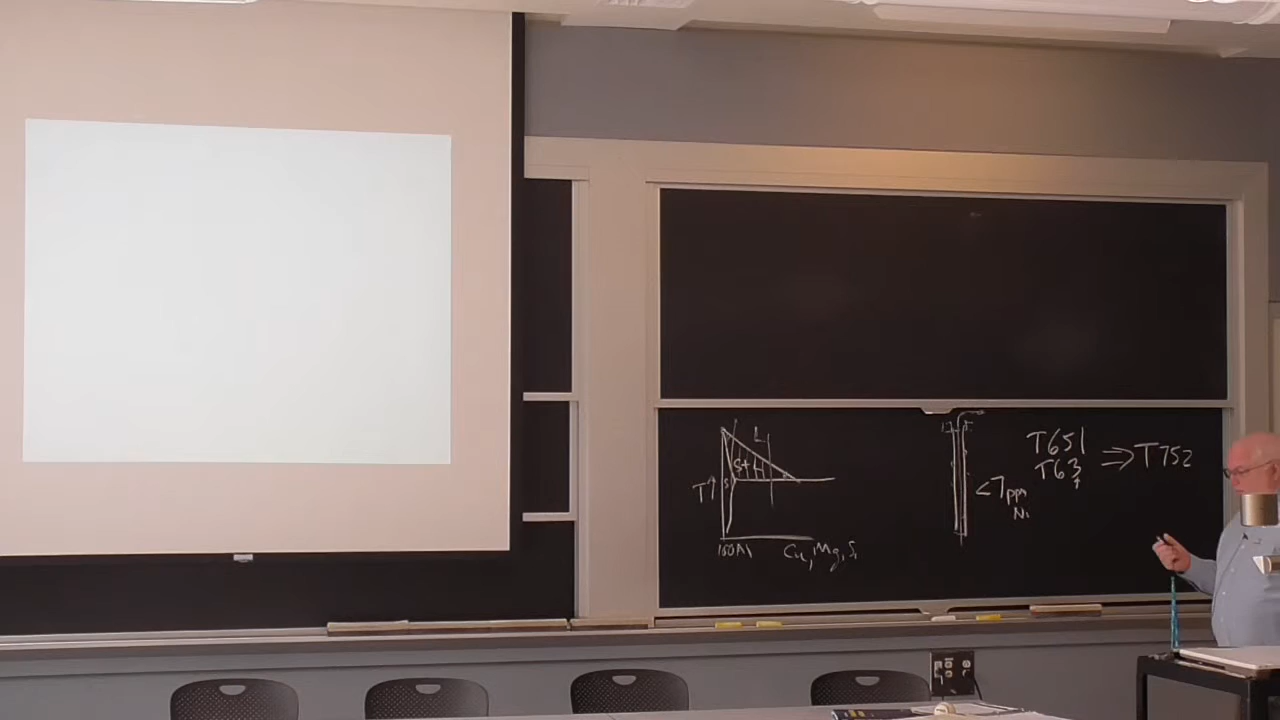 L
S+L
S
T↑
100Al
Cu, Mg, Si
<7ppm
Ni
T651
T63 ⇒ T752